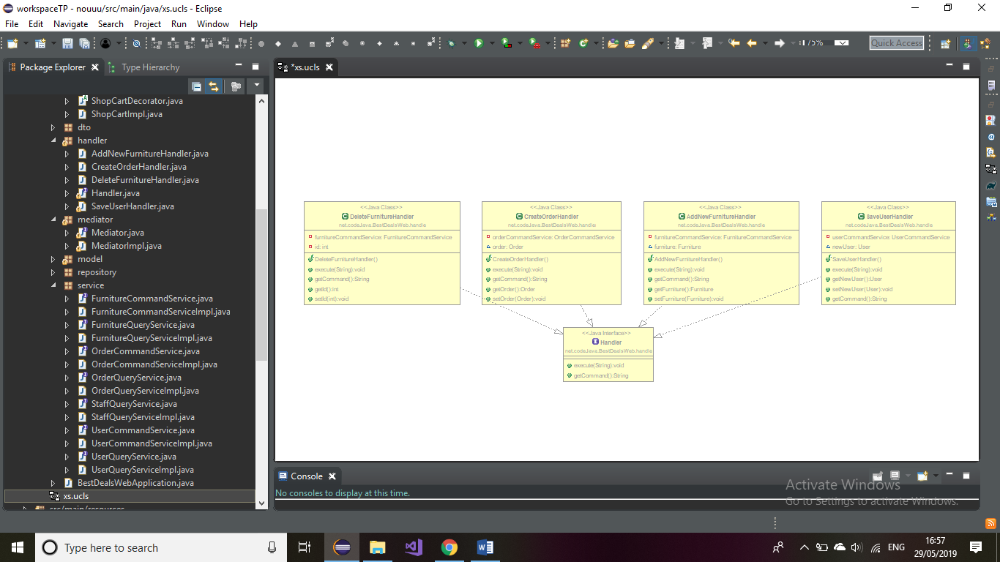 workspaceTP - nouuu/src/main/java/xs.ucls - Eclipse
File Edit Navigate Search Project Run Window Help
75%
Quick Access
Package Explorer
Type Hierarchy
*xs.ucls
ShopCartDecorator.java
ShopCartImpl.java
dto
handler
AddNewFurnitureHandler.java
CreateOrderHandler.java
DeleteFurnitureHandler.java
Handler.java
SaveUserHandler.java
mediator
Mediator.java
MediatorImpl.java
model
repository
service
FurnitureCommandService.java
FurnitureCommandServiceImpl.java
FurnitureQueryService.java
FurnitureQueryServiceImpl.java
OrderCommandService.java
OrderCommandServiceImpl.java
OrderQueryService.java
OrderQueryServiceImpl.java
StaffQueryService.java
StaffQueryServiceImpl.java
UserCommandService.java
UserCommandServiceImpl.java
UserQueryService.java
UserQueryServiceImpl.java
BestDealsWebApplication.java
xs.ucls
src/main/resources
<<Java Class>>
DeleteFurnitureHandler
net.codeJava.BestDealsWeb.handle
furnitureCommandService: FurnitureCommandService
id: int
DeleteFurnitureHandler()
execute(String):void
getCommand():String
getId():int
setId(int):void
<<Java Class>>
CreateOrderHandler
net.codeJava.BestDealsWeb.handle
orderCommandService: OrderCommandService
order: Order
CreateOrderHandler()
execute(String):void
getCommand():String
getOrder():Order
setOrder(Order):void
<<Java Class>>
AddNewFurnitureHandler
net.codeJava.BestDealsWeb.handle
furnitureCommandService: FurnitureCommandService
furniture: Furniture
AddNewFurnitureHandler()
execute(String):void
getCommand():String
getFurniture():Furniture
setFurniture(Furniture):void
<<Java Class>>
SaveUserHandler
net.codeJava.BestDealsWeb.handle
userCommandService: UserCommandService
newUser: User
SaveUserHandler()
execute(String):void
getNewUser():User
setNewUser(User):void
getCommand():String
<<Java Interface>>
Handler
net.codeJava.BestDealsWeb.handle
execute(String):void
getCommand():String
Console
No consoles to display at this time.
Activate Windows
Go to Settings to activate Windows.
Type here to search
ENG
16:57
29/05/2019